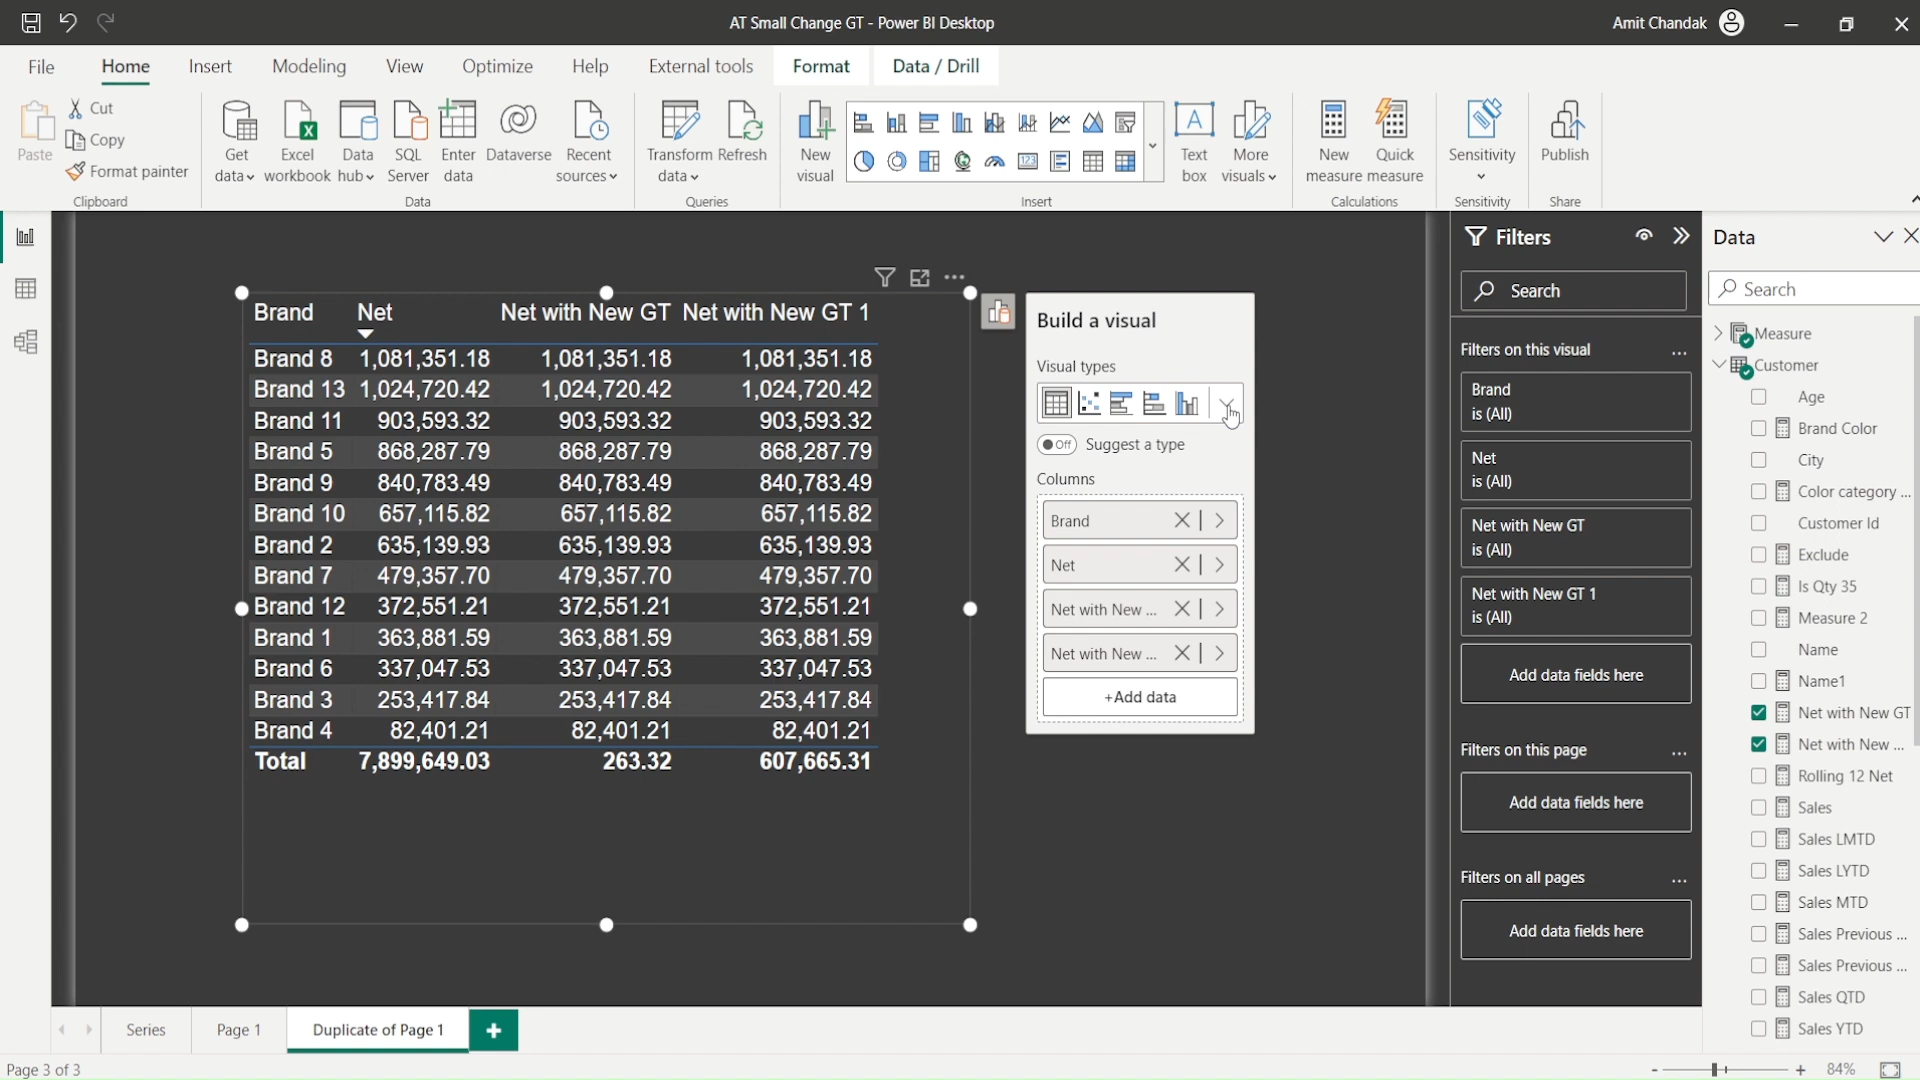 AT Small Change GT - Power BI Desktop
Amit Chandak
File Home Insert Modeling View Optimize Help External tools Format Data / Drill
Paste
Cut
Copy
Format painter
Clipboard
Get data
Excel workbook
Data hub
SQL Server
Enter data
Dataverse
Recent sources
Data
Transform data
Refresh
Queries
New visual
123
A
Text box
More visuals
Insert
New measure
Quick measure
Calculations
Sensitivity
Sensitivity
Publish
Share
Brand Net Net with New GT Net with New GT 1
Brand 8 1,081,351.18 1,081,351.18 1,081,351.18
Brand 13 1,024,720.42 1,024,720.42 1,024,720.42
Brand 11 903,593.32 903,593.32 903,593.32
Brand 5 868,287.79 868,287.79 868,287.79
Brand 9 840,783.49 840,783.49 840,783.49
Brand 10 657,115.82 657,115.82 657,115.82
Brand 2 635,139.93 635,139.93 635,139.93
Brand 7 479,357.70 479,357.70 479,357.70
Brand 12 372,551.21 372,551.21 372,551.21
Brand 1 363,881.59 363,881.59 363,881.59
Brand 6 337,047.53 337,047.53 337,047.53
Brand 3 253,417.84 253,417.84 253,417.84
Brand 4 82,401.21 82,401.21 82,401.21
Total 7,899,649.03 263.32 607,665.31
Build a visual
Visual types
Off Suggest a type
Columns
Brand
Net
Net with New ...
Net with New ...
+Add data
Filters
Search
Filters on this visual ...
Brand
is (All)
Net
is (All)
Net with New GT
is (All)
Net with New GT 1
is (All)
Add data fields here
Filters on this page ...
Add data fields here
Filters on all pages ...
Add data fields here
Data
Search
Measure
Customer
Age
Brand Color
City
Color category ...
Customer Id
Exclude
Is Qty 35
Measure 2
Name
Name1
Net with New GT
Net with New ...
Rolling 12 Net
Sales
Sales LMTD
Sales LYTD
Sales MTD
Sales Previous ...
Sales Previous ...
Sales QTD
Sales YTD
Series Page 1 Duplicate of Page 1 +
Page 3 of 3
- + 84%